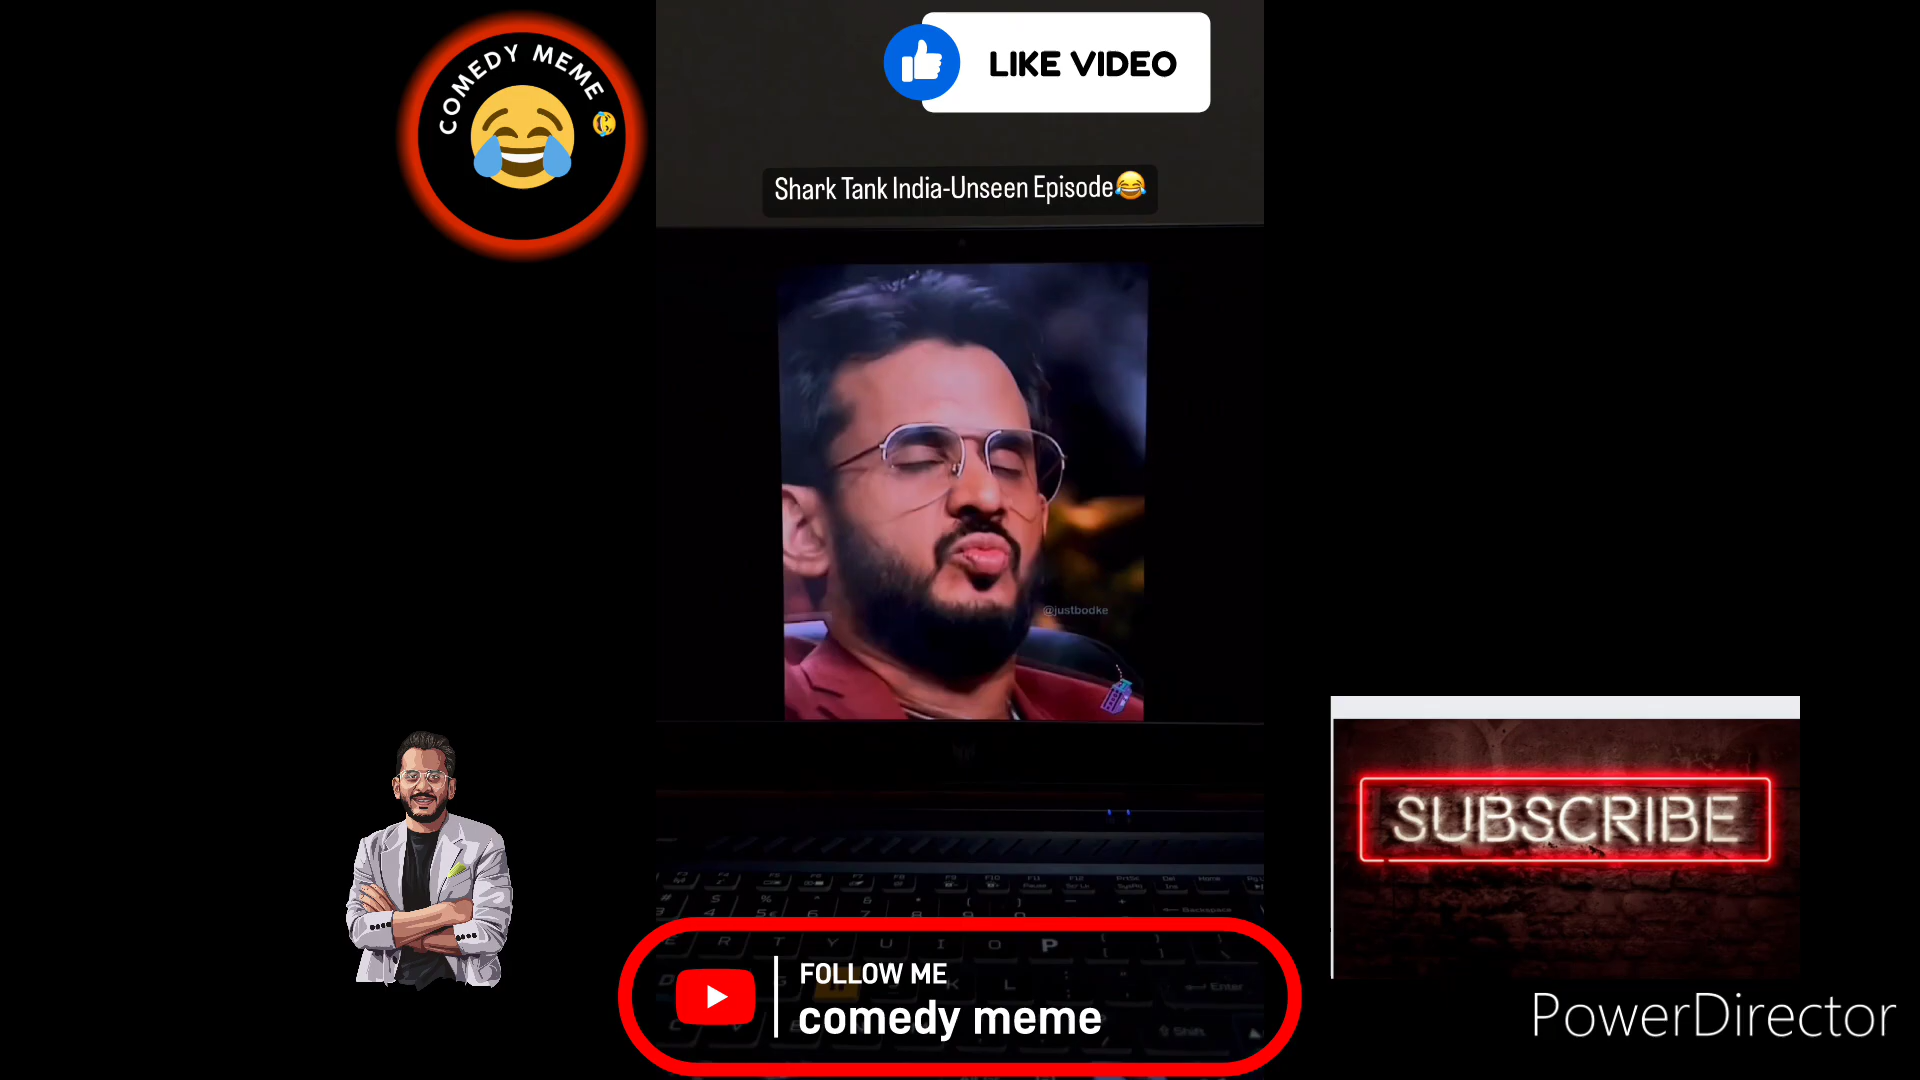 COMEDY MEME
LIKE VIDEO
Shark Tank India-Unseen Episode😂
@justbodke
SUBSCRIBE
FOLLOW ME
comedy meme
PowerDirector